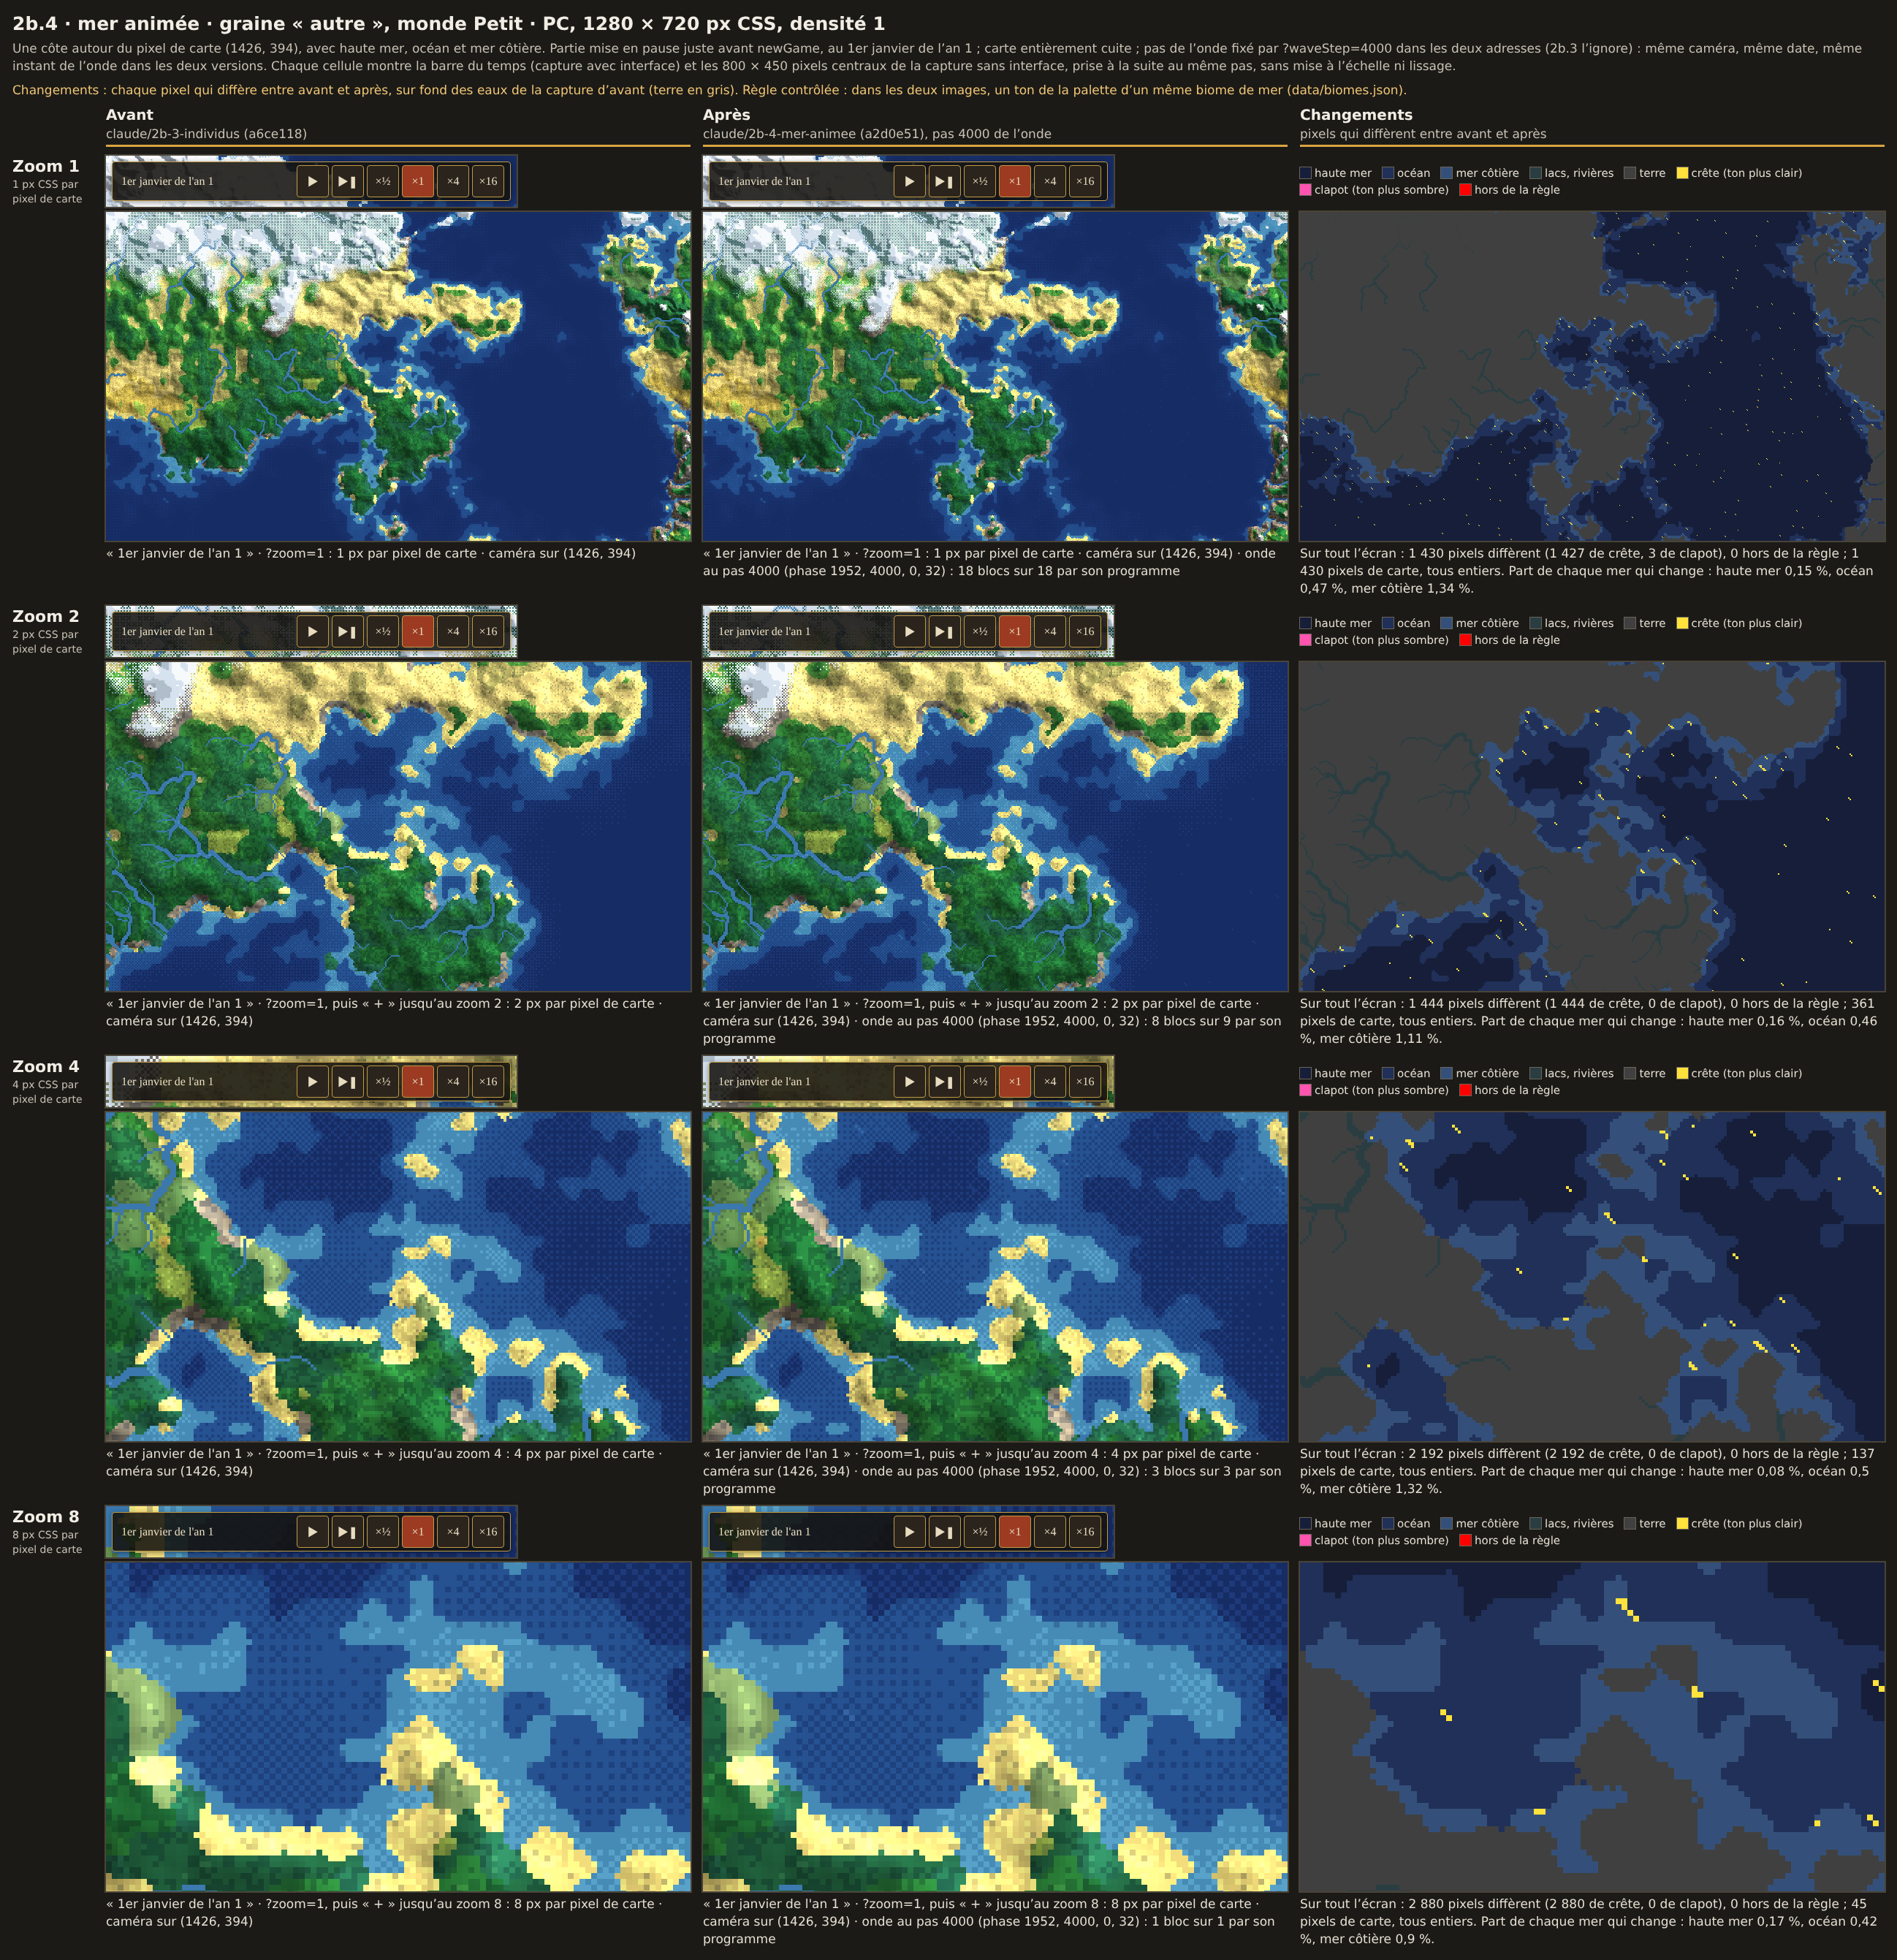 2b.4 · mer animée · graine « autre », monde Petit · PC, 1280 × 720 px CSS, densité 1
Une côte autour du pixel de carte (1426, 394), avec haute mer, océan et mer côtière. Partie mise en pause juste avant newGame, au 1er janvier de l’an 1 ; carte entièrement cuite ; pas de l’onde fixé par ?waveStep=4000 dans les deux adresses (2b.3 l’ignore) : même caméra, même date, même
instant de l’onde dans les deux versions. Chaque cellule montre la barre du temps (capture avec interface) et les 800 × 450 pixels centraux de la capture sans interface, prise à la suite au même pas, sans mise à l’échelle ni lissage.
Changements : chaque pixel qui diffère entre avant et après, sur fond des eaux de la capture d’avant (terre en gris). Règle contrôlée : dans les deux images, un ton de la palette d’un même biome de mer (data/biomes.json).
Avant
claude/2b-3-individus (a6ce118)
Après
claude/2b-4-mer-animee (a2d0e51), pas 4000 de l’onde
Changements
pixels qui diffèrent entre avant et après
Zoom 1
1 px CSS par
pixel de carte
1er janvier de l'an 1 ×½ ×1 ×4 ×16
1er janvier de l'an 1 ×½ ×1 ×4 ×16
haute mer océan mer côtière lacs, rivières terre crête (ton plus clair)
clapot (ton plus sombre) hors de la règle
« 1er janvier de l'an 1 » · ?zoom=1 : 1 px par pixel de carte · caméra sur (1426, 394)
« 1er janvier de l'an 1 » · ?zoom=1 : 1 px par pixel de carte · caméra sur (1426, 394) · onde
au pas 4000 (phase 1952, 4000, 0, 32) : 18 blocs sur 18 par son programme
Sur tout l’écran : 1 430 pixels diffèrent (1 427 de crête, 3 de clapot), 0 hors de la règle ; 1
430 pixels de carte, tous entiers. Part de chaque mer qui change : haute mer 0,15 %, océan
0,47 %, mer côtière 1,34 %.
Zoom 2
2 px CSS par
pixel de carte
1er janvier de l'an 1 ×½ ×1 ×4 ×16
1er janvier de l'an 1 ×½ ×1 ×4 ×16
haute mer océan mer côtière lacs, rivières terre crête (ton plus clair)
clapot (ton plus sombre) hors de la règle
« 1er janvier de l'an 1 » · ?zoom=1, puis « + » jusqu’au zoom 2 : 2 px par pixel de carte ·
caméra sur (1426, 394)
« 1er janvier de l'an 1 » · ?zoom=1, puis « + » jusqu’au zoom 2 : 2 px par pixel de carte ·
caméra sur (1426, 394) · onde au pas 4000 (phase 1952, 4000, 0, 32) : 8 blocs sur 9 par son
programme
Sur tout l’écran : 1 444 pixels diffèrent (1 444 de crête, 0 de clapot), 0 hors de la règle ; 361
pixels de carte, tous entiers. Part de chaque mer qui change : haute mer 0,16 %, océan 0,46
%, mer côtière 1,11 %.
Zoom 4
4 px CSS par
pixel de carte
1er janvier de l'an 1 ×½ ×1 ×4 ×16
1er janvier de l'an 1 ×½ ×1 ×4 ×16
haute mer océan mer côtière lacs, rivières terre crête (ton plus clair)
clapot (ton plus sombre) hors de la règle
« 1er janvier de l'an 1 » · ?zoom=1, puis « + » jusqu’au zoom 4 : 4 px par pixel de carte ·
caméra sur (1426, 394)
« 1er janvier de l'an 1 » · ?zoom=1, puis « + » jusqu’au zoom 4 : 4 px par pixel de carte ·
caméra sur (1426, 394) · onde au pas 4000 (phase 1952, 4000, 0, 32) : 3 blocs sur 3 par son
programme
Sur tout l’écran : 2 192 pixels diffèrent (2 192 de crête, 0 de clapot), 0 hors de la règle ; 137
pixels de carte, tous entiers. Part de chaque mer qui change : haute mer 0,08 %, océan 0,5
%, mer côtière 1,32 %.
Zoom 8
8 px CSS par
pixel de carte
1er janvier de l'an 1 ×½ ×1 ×4 ×16
1er janvier de l'an 1 ×½ ×1 ×4 ×16
haute mer océan mer côtière lacs, rivières terre crête (ton plus clair)
clapot (ton plus sombre) hors de la règle
« 1er janvier de l'an 1 » · ?zoom=1, puis « + » jusqu’au zoom 8 : 8 px par pixel de carte ·
caméra sur (1426, 394)
« 1er janvier de l'an 1 » · ?zoom=1, puis « + » jusqu’au zoom 8 : 8 px par pixel de carte ·
caméra sur (1426, 394) · onde au pas 4000 (phase 1952, 4000, 0, 32) : 1 bloc sur 1 par son
programme
Sur tout l’écran : 2 880 pixels diffèrent (2 880 de crête, 0 de clapot), 0 hors de la règle ; 45
pixels de carte, tous entiers. Part de chaque mer qui change : haute mer 0,17 %, océan 0,42
%, mer côtière 0,9 %.